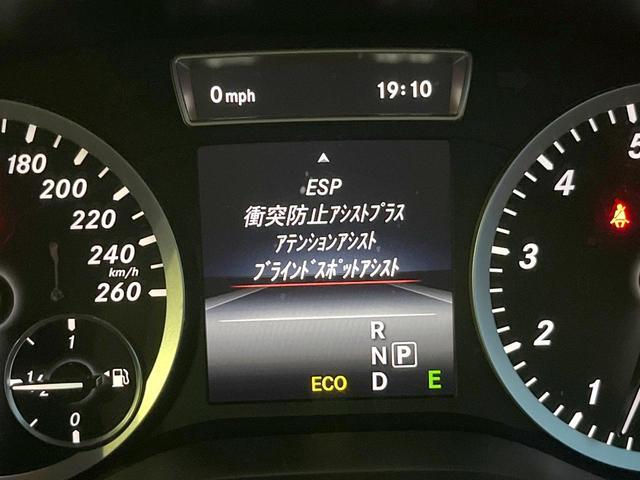 0 mph 19:10
180
200
220
240
km/h
260
ESP
衝突防止アシストプラス
アテンションアシスト
ブラインドスポットアシスト
R
N P
ECO D E
1
1/2
0
5
4
3
2
1